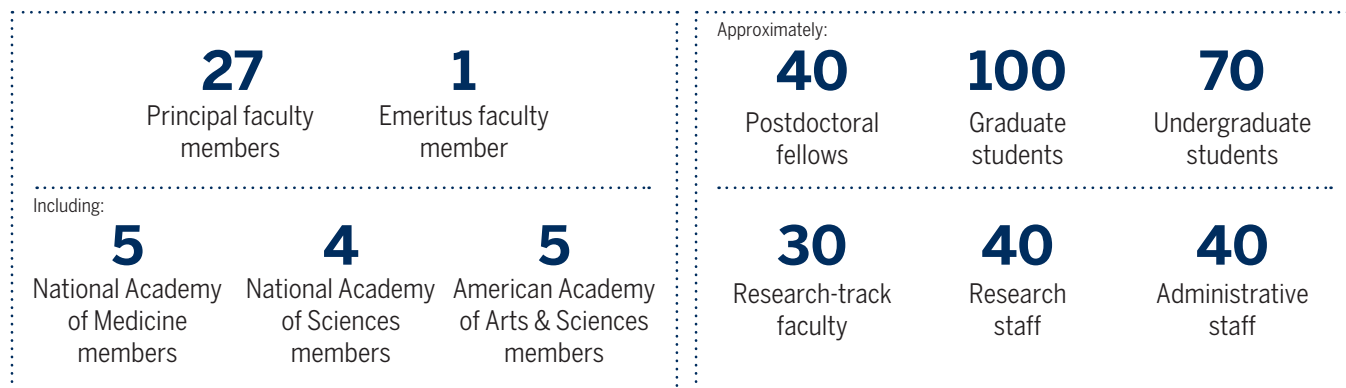 27
Principal faculty
members
1
Emeritus faculty
member
Including:
5
National Academy
of Medicine
members
4
National Academy
of Sciences
members
5
American Academy
of Arts & Sciences
members
Approximately:
40
Postdoctoral
fellows
100
Graduate
students
70
Undergraduate
students
30
Research-track
faculty
40
Research
staff
40
Administrative
staff